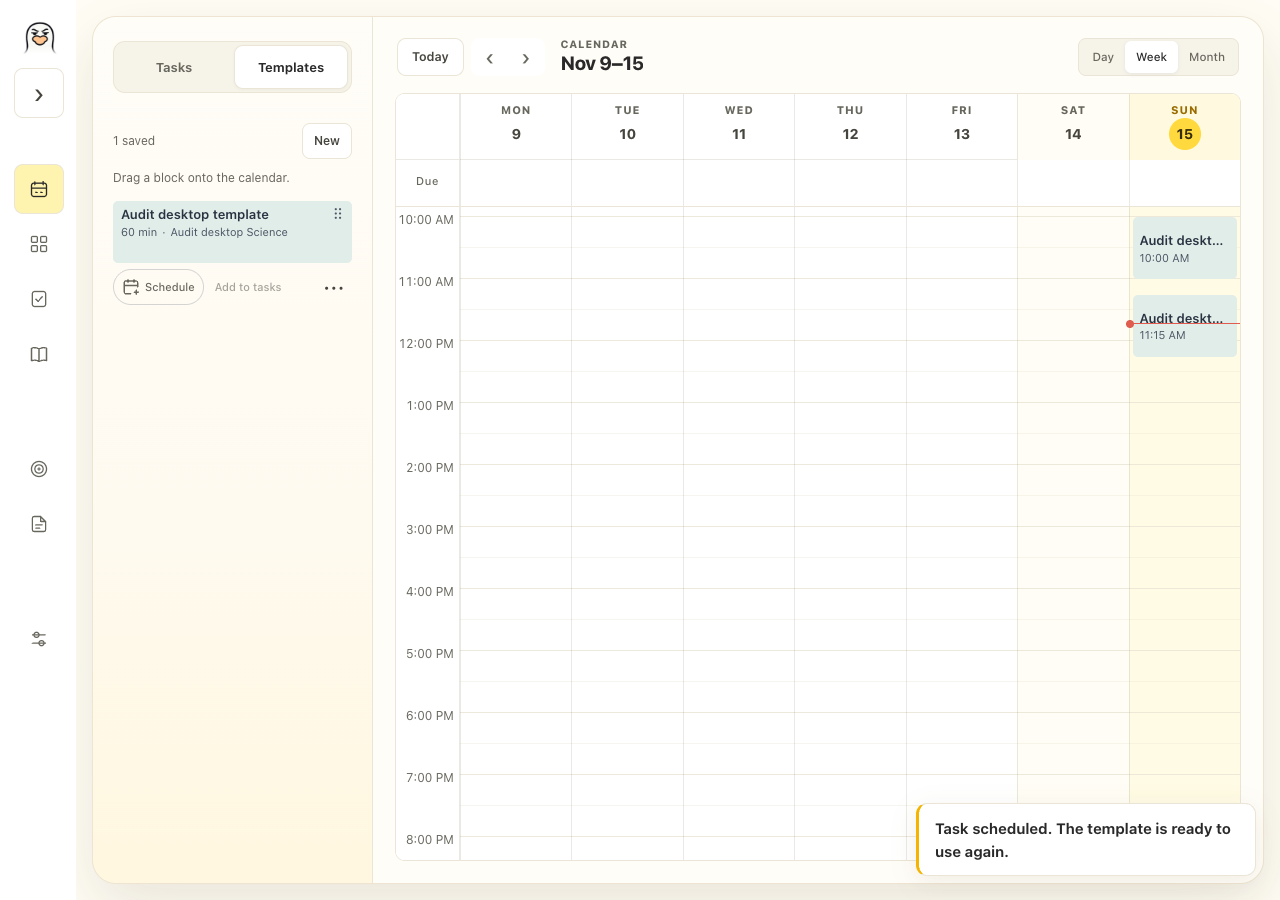 Tasks
Templates
1 saved
New
Drag a block onto the calendar.
Audit desktop template
60 min · Audit desktop Science
Schedule
Add to tasks
Today
CALENDAR
Nov 9–15
Day
Week
Month
MON
9
TUE
10
WED
11
THU
12
FRI
13
SAT
14
SUN
15
Due
10:00 AM
11:00 AM
12:00 PM
1:00 PM
2:00 PM
3:00 PM
4:00 PM
5:00 PM
6:00 PM
7:00 PM
8:00 PM
Audit deskt...
10:00 AM
Audit deskt...
11:15 AM
Task scheduled. The template is ready to
use again.